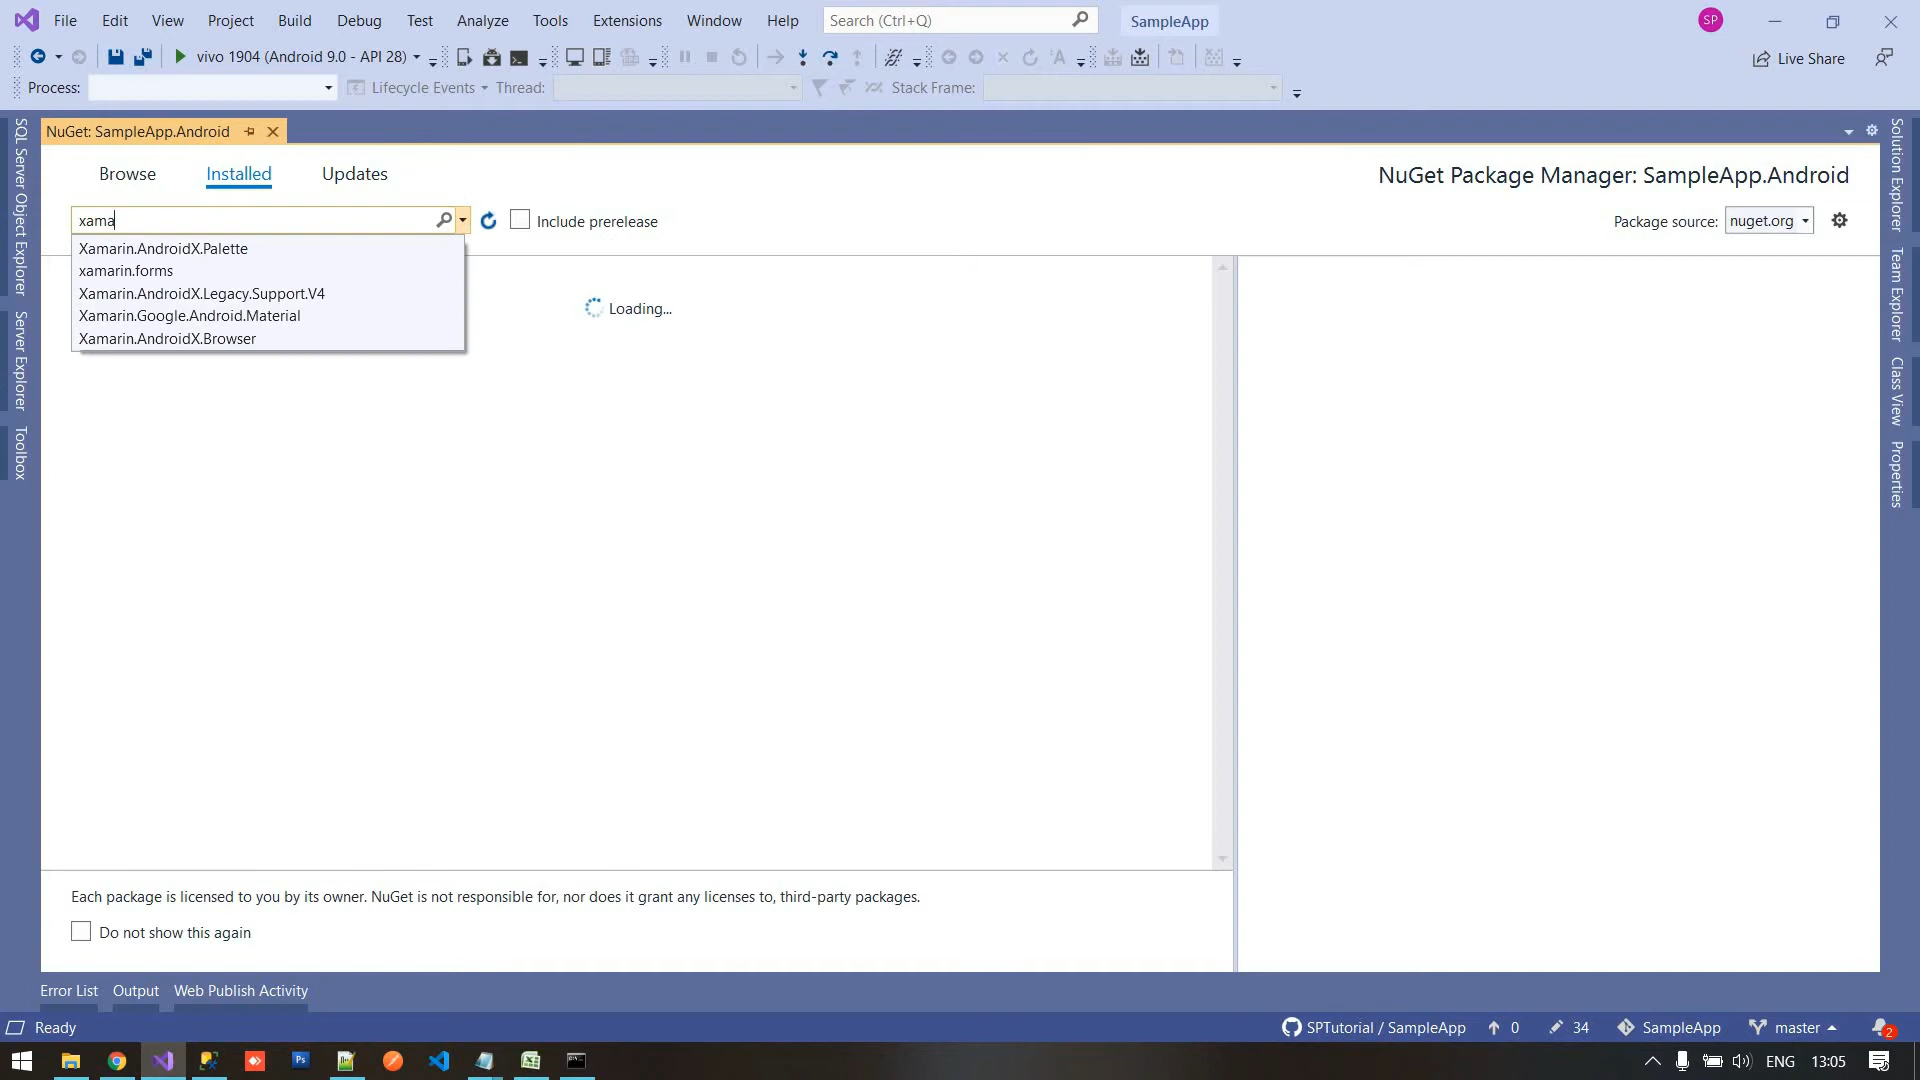 File Edit View Project Build Debug Test Analyze Tools Extensions Window Help Search (Ctrl+Q) SampleApp SP
vivo 1904 (Android 9.0 - API 28) Live Share
Process: Lifecycle Events Thread: Stack Frame:
NuGet: SampleApp.Android
SQL Server Object Explorer
Server Explorer
Toolbox
Browse Installed Updates NuGet Package Manager: SampleApp.Android
xama Include prerelease Package source: nuget.org
Xamarin.AndroidX.Palette
xamarin.forms
Xamarin.AndroidX.Legacy.Support.V4
Xamarin.Google.Android.Material
Xamarin.AndroidX.Browser
Loading...
Solution Explorer
Team Explorer
Class View
Properties
Each package is licensed to you by its owner. NuGet is not responsible for, nor does it grant any licenses to, third-party packages.
Do not show this again
Error List Output Web Publish Activity
Ready SPTutorial / SampleApp 0 34 SampleApp master 2
Ps ENG 13:05